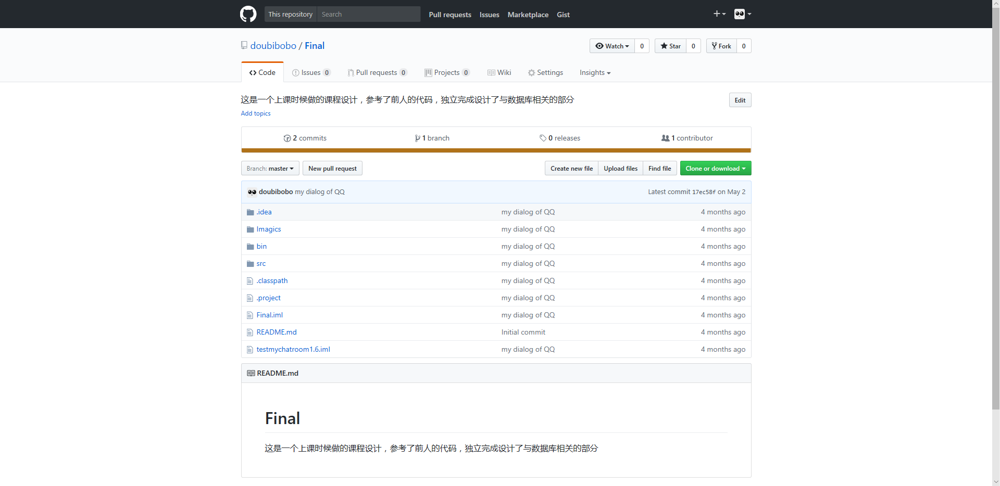 This repository Search Pull requests Issues Marketplace Gist
doubibobo / Final Watch 0 Star 0 Fork 0
Code Issues 0 Pull requests 0 Projects 0 Wiki Settings Insights
这是一个上课时候做的课程设计，参考了前人的代码，独立完成设计了与数据库相关的部分 Edit
Add topics
2 commits 1 branch 0 releases 1 contributor
Branch: master New pull request Create new file Upload files Find file Clone or download
doubibobo my dialog of QQ Latest commit 17ec58f on May 2
.idea my dialog of QQ 4 months ago
Imagics my dialog of QQ 4 months ago
bin my dialog of QQ 4 months ago
src my dialog of QQ 4 months ago
.classpath my dialog of QQ 4 months ago
.project my dialog of QQ 4 months ago
Final.iml my dialog of QQ 4 months ago
README.md Initial commit 4 months ago
testmychatroom1.6.iml my dialog of QQ 4 months ago
README.md
Final
这是一个上课时候做的课程设计，参考了前人的代码，独立完成设计了与数据库相关的部分